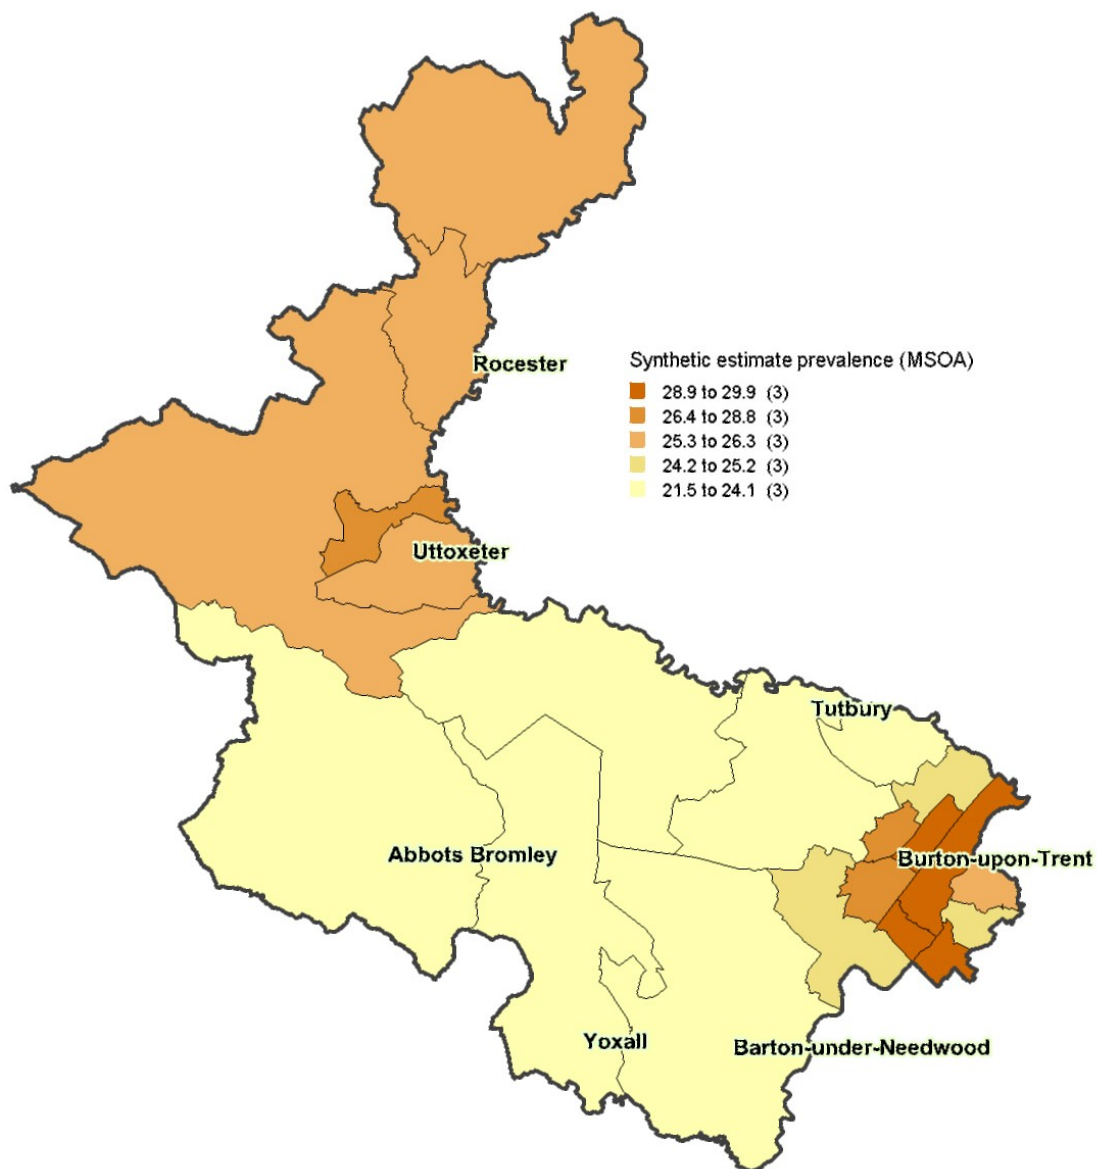 Rocester
Synthetic estimate prevalence (MSOA)
28.9 to 29.9 (3)
26.4 to 28.8 (3)
25.3 to 26.3 (3)
24.2 to 25.2 (3)
21.5 to 24.1 (3)
Uttoxeter
Tutbury
Abbots Bromley
Burton-upon-Trent
Yoxall
Barton-under-Needwood